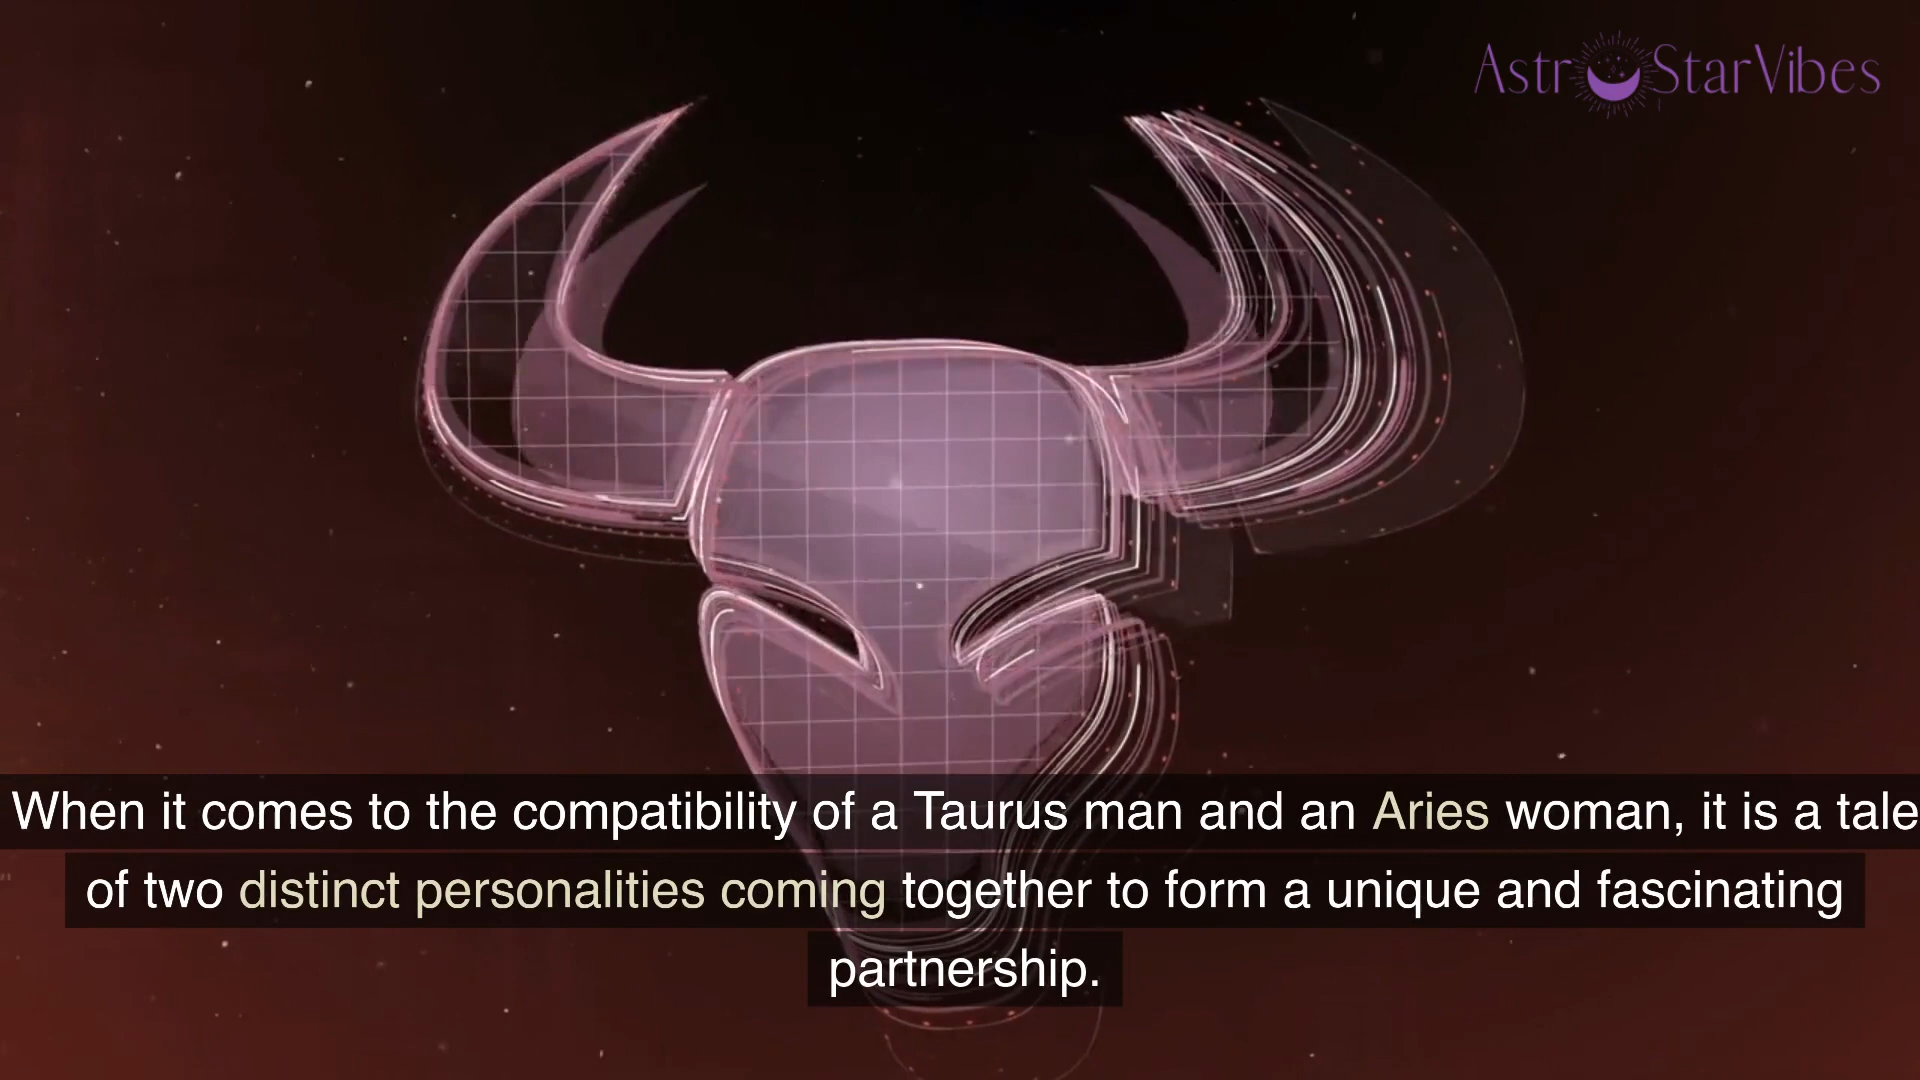 AstroStarVibes
When it comes to the compatibility of a Taurus man and an Aries woman, it is a tale
of two distinct personalities coming together to form a unique and fascinating
partnership.